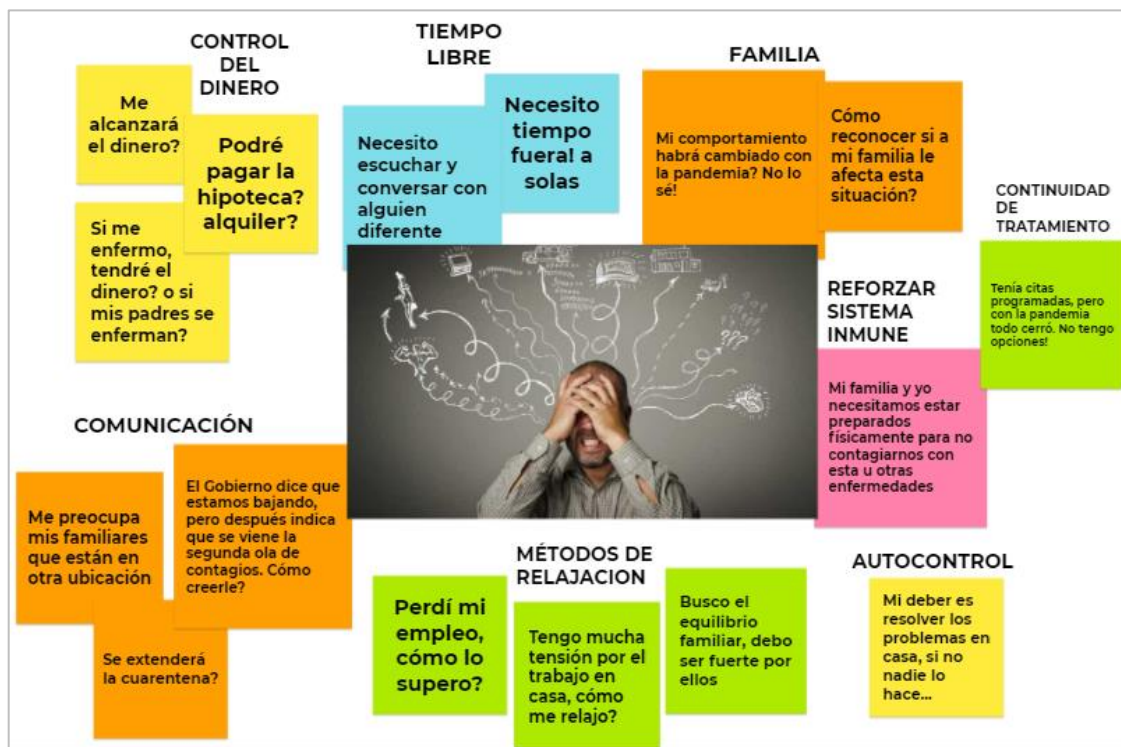 CONTROL
DEL
DINERO
Me
alcanzará
el dinero?
Podré
pagar la
hipoteca?
alquiler?
Si me
enfermo,
tendré el
dinero? o si
mis padres se
enferman?
TIEMPO
LIBRE
Necesito
escuchar y
conversar con
alguien
diferente
Necesito
tiempo
fuera! a
solas
FAMILIA
Mi comportamiento
habrá cambiado con
la pandemia? No lo
sé!
Cómo
reconocer si a
mi familia le
afecta esta
situación?
CONTINUIDAD
DE
TRATAMIENTO
Tenía citas
programadas, pero
con la pandemia
todo cerró. No tengo
opciones!
REFORZAR
SISTEMA
INMUNE
Mi familia y yo
necesitamos estar
preparados
físicamente para no
contagiarnos con
esta u otras
enfermedades
COMUNICACIÓN
Me preocupa
mis familiares
que están en
otra ubicación
El Gobierno dice que
estamos bajando,
pero después indica
que se viene la
segunda ola de
contagios. Cómo
creerle?
Se extenderá
la cuarentena?
MÉTODOS DE
RELAJACION
Perdí mi
empleo,
cómo lo
supero?
Tengo mucha
tensión por el
trabajo en
casa, cómo
me relajo?
Busco el
equilibrio
familiar, debo
ser fuerte por
ellos
AUTOCONTROL
Mi deber es
resolver los
problemas en
casa, si no
nadie lo
hace...
???